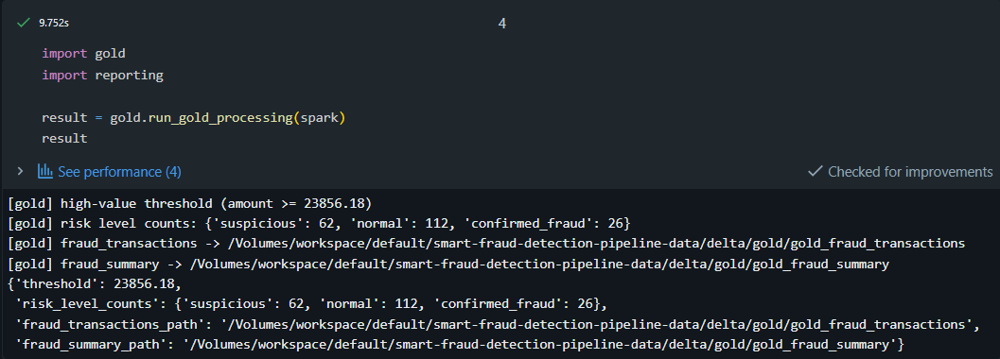 9.752s
4
import gold
import reporting
result = gold.run_gold_processing(spark)
result
See performance (4)
Checked for improvements
[gold] high-value threshold (amount >= 23856.18)
[gold] risk level counts: {'suspicious': 62, 'normal': 112, 'confirmed_fraud': 26}
[gold] fraud_transactions -> /Volumes/workspace/default/smart-fraud-detection-pipeline-data/delta/gold/gold_fraud_transactions
[gold] fraud_summary -> /Volumes/workspace/default/smart-fraud-detection-pipeline-data/delta/gold/gold_fraud_summary
{'threshold': 23856.18,
 'risk_level_counts': {'suspicious': 62, 'normal': 112, 'confirmed_fraud': 26},
 'fraud_transactions_path': '/Volumes/workspace/default/smart-fraud-detection-pipeline-data/delta/gold/gold_fraud_transactions',
 'fraud_summary_path': '/Volumes/workspace/default/smart-fraud-detection-pipeline-data/delta/gold/gold_fraud_summary'}